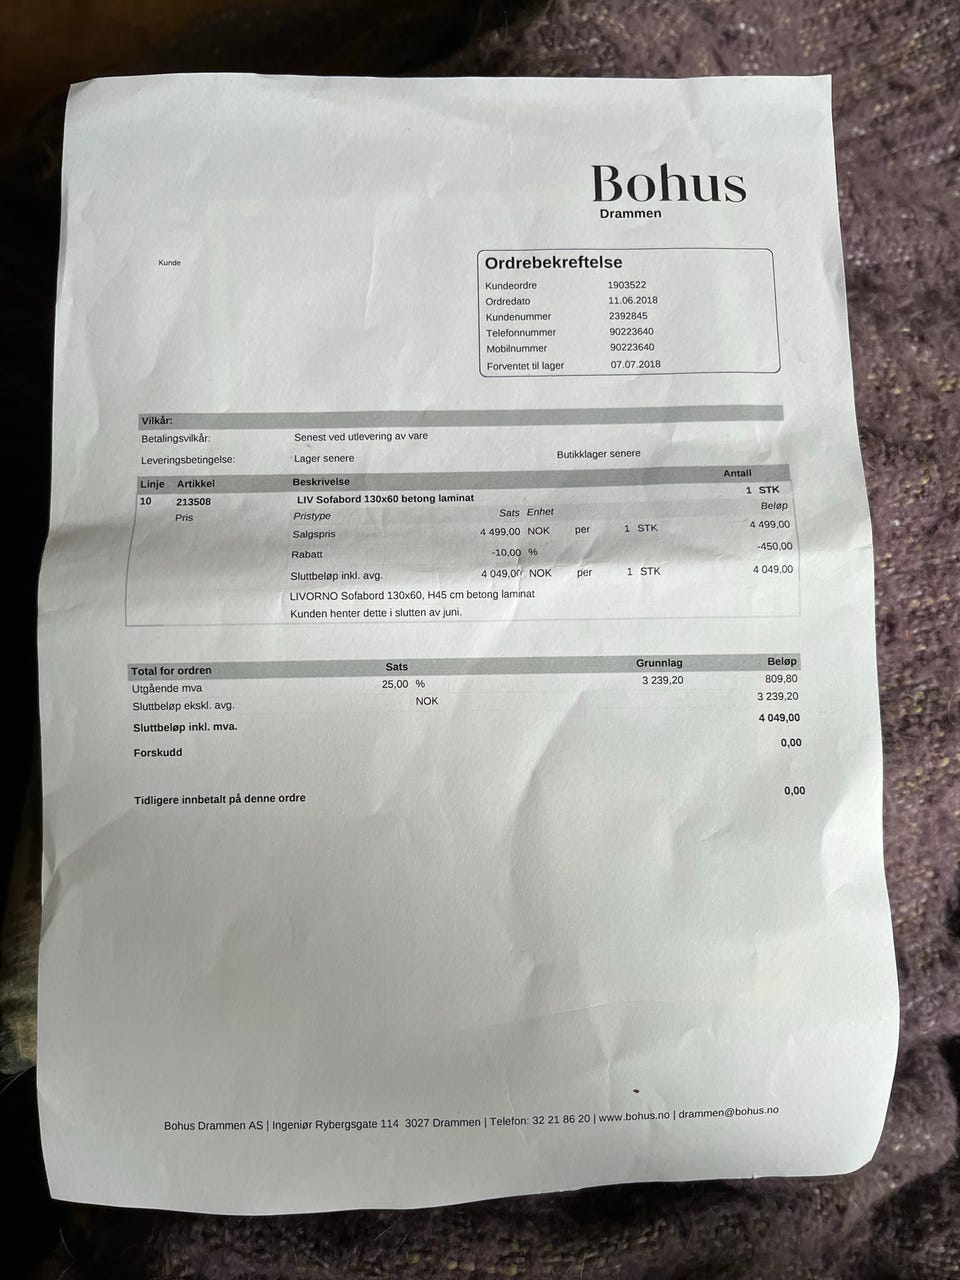 Bohus
Drammen
Kunde
Ordrebekreftelse
Kundeordre 1903522
Ordredato 11.06.2018
Kundenummer 2392845
Telefonnummer 90223640
Mobilnummer 90223640
Forventet til lager 07.07.2018
Vilkår:
Betalingsvilkår: Senest ved utlevering av vare
Leveringsbetingelse: Lager senere Butikklager senere
Linje Artikkel Beskrivelse Antall
10 213508 LIV Sofabord 130x60 betong laminat 1 STK
Pris Pristype Sats Enhet Beløp
Salgspris 4 499,00 NOK per 1 STK 4 499,00
Rabatt -10,00 % -450,00
Sluttbeløp inkl. avg. 4 049,00 NOK per 1 STK 4 049,00
LIVORNO Sofabord 130x60, H45 cm betong laminat
Kunden henter dette i slutten av juni.
Total for ordren Sats Grunnlag Beløp
Utgående mva 25,00 % 3 239,20 809,80
Sluttbeløp ekskl. avg. NOK 3 239,20
Sluttbeløp inkl. mva. 4 049,00
Forskudd 0,00
Tidligere innbetalt på denne ordre 0,00
Bohus Drammen AS | Ingeniør Rybergsgate 114 3027 Drammen | Telefon: 32 21 86 20 | www.bohus.no | drammen@bohus.no